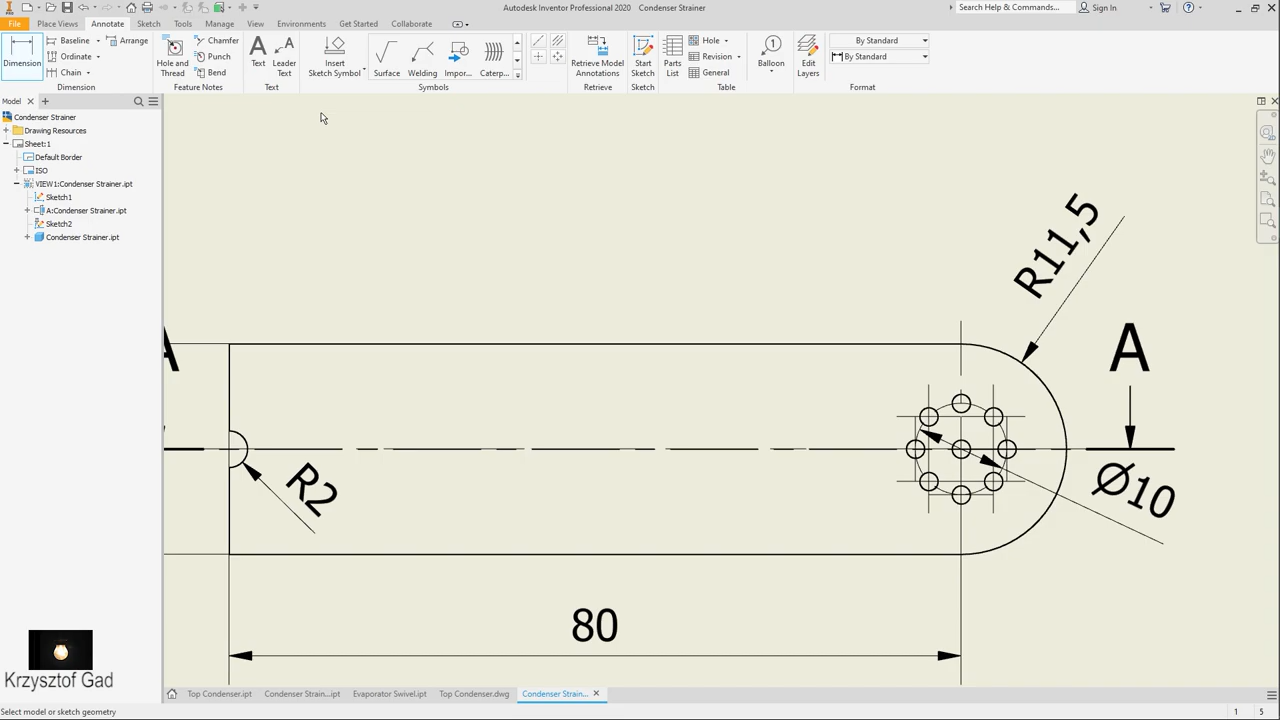 Autodesk Inventor Professional 2020 Condenser Strainer
Search Help & Commands...
Sign In
File Place Views Annotate Sketch Tools Manage View Environments Get Started Collaborate
Dimension
Baseline
Ordinate
Chain
Arrange
Dimension
Hole and Thread
Chamfer
Punch
Bend
Feature Notes
Text
Leader Text
Text
Insert Sketch Symbol
Surface
Welding
Impor...
Caterp...
Symbols
Retrieve Model Annotations
Retrieve
Start Sketch
Sketch
Parts List
Hole
Revision
General
Table
Balloon
Edit Layers
By Standard
By Standard
Format
Model
Condenser Strainer
Drawing Resources
Sheet:1
Default Border
ISO
VIEW1:Condenser Strainer.ipt
Sketch1
A:Condenser Strainer.ipt
Sketch2
Condenser Strainer.ipt
R11,5
A
A
R2
Ø10
80
Krzysztof Gad
Top Condenser.ipt Condenser Strain...ipt Evaporator Swivel.ipt Top Condenser.dwg Condenser Strain...
Select model or sketch geometry
1 5